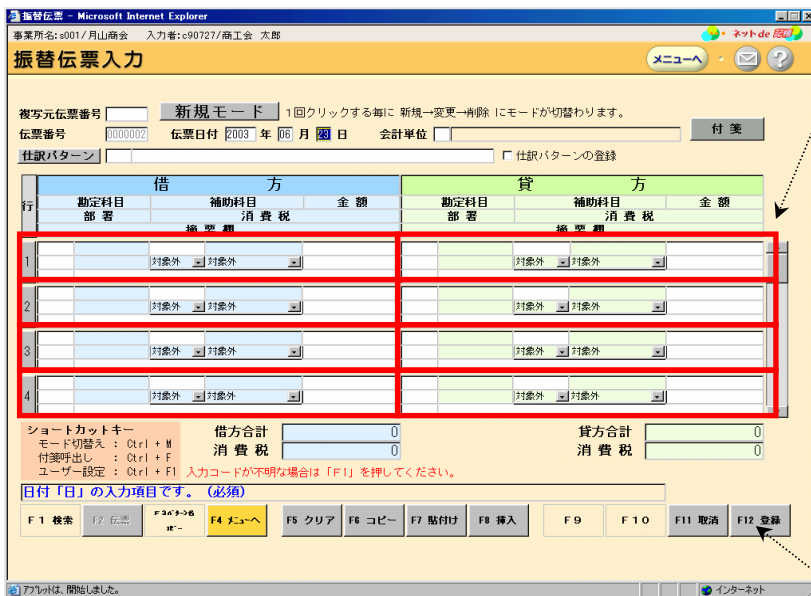 振替伝票 - Microsoft Internet Explorer
事業所名:s001/月山商会　入力者:c90727/商工会 太郎
ネットde記帳
振替伝票入力
メニューへ
複写元伝票番号　新規モード　1回クリックする毎に 新規→変更→削除 にモードが切替わります。
伝票番号　0000002　伝票日付　2003 年 06 月 23 日　会計単位　付 箋
仕訳パターン　仕訳パターンの登録
借　方　貸　方
行　勘定科目　補助科目　金 額　勘定科目　補助科目　金 額
部 署　消 費 税　部 署　消 費 税
摘 要 欄　摘 要 欄
1　対象外　対象外　対象外　対象外
2　対象外　対象外　対象外　対象外
3　対象外　対象外　対象外　対象外
4　対象外　対象外　対象外　対象外
ショートカットキー　借方合計　0　貸方合計　0
モード切替え : Ctrl + M　消 費 税　0　消 費 税　0
付箋呼出し : Ctrl + F
ユーザー設定 : Ctrl + F1　入力コードが不明な場合は「F1」を押してください。
日付「日」の入力項目です。（必須）
F1 検索　F2 伝票　F3のﾊﾟﾀｰﾝ名ｺﾋﾟｰ　F4 メニューへ　F5 クリア　F6 コピー　F7 貼付け　F8 挿入　F9　F10　F11 取消　F12 登録
アプレットは、開始しました。　インターネット